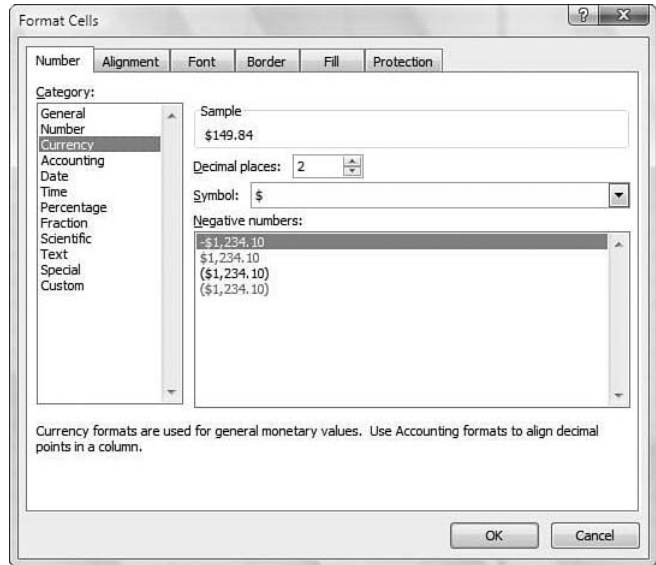 Format Cells
Number Alignment Font Border Fill Protection
Category:
General
Number
Currency
Accounting
Date
Time
Percentage
Fraction
Scientific
Text
Special
Custom
Sample
$149.84
Decimal places: 2
Symbol: $
Negative numbers:
-$1,234.10
$1,234.10
($1,234.10)
($1,234.10)
Currency formats are used for general monetary values. Use Accounting formats to align decimal
points in a column.
OK Cancel